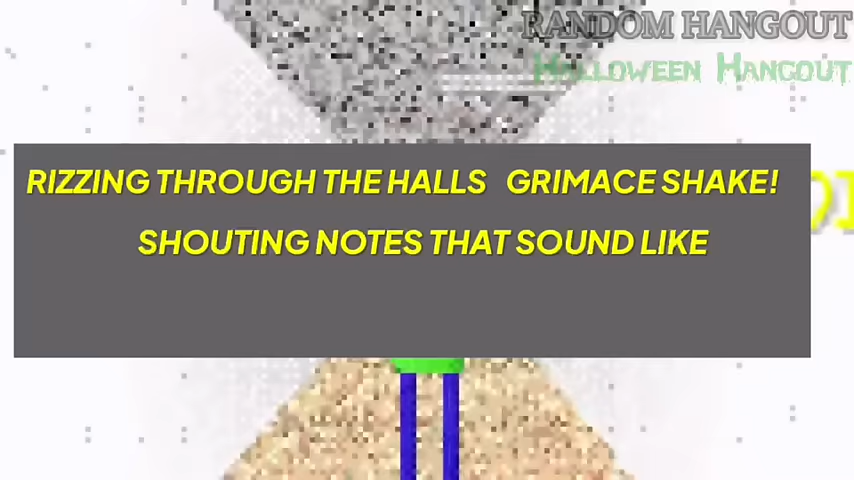 RANDOM HANGOUT
HALLOWEEN HANGOUT
RIZZING THROUGH THE HALLS GRIMACE SHAKE!
SHOUTING NOTES THAT SOUND LIKE